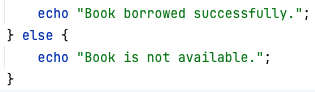 echo "Book borrowed successfully.";
} else {
echo "Book is not available.";
}